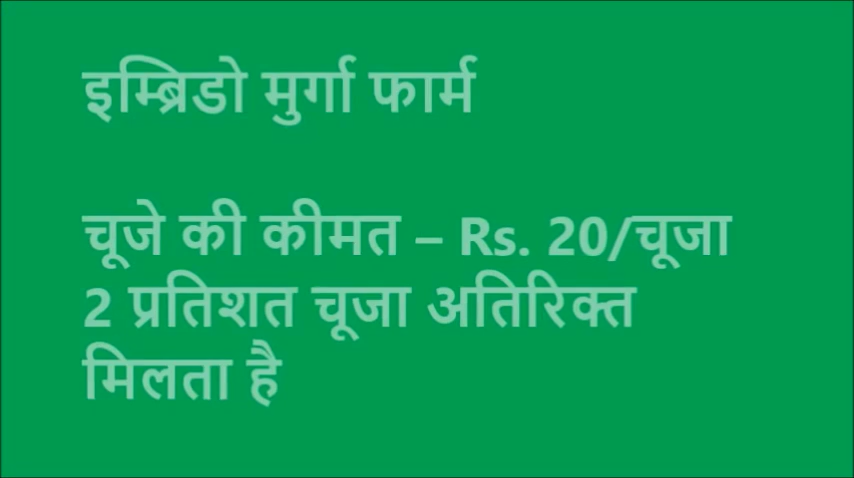 इम्ब्रिडो मुर्गा फार्म
चूजे की कीमत – Rs. 20/चूजा
2 प्रतिशत चूजा अतिरिक्त
मिलता है